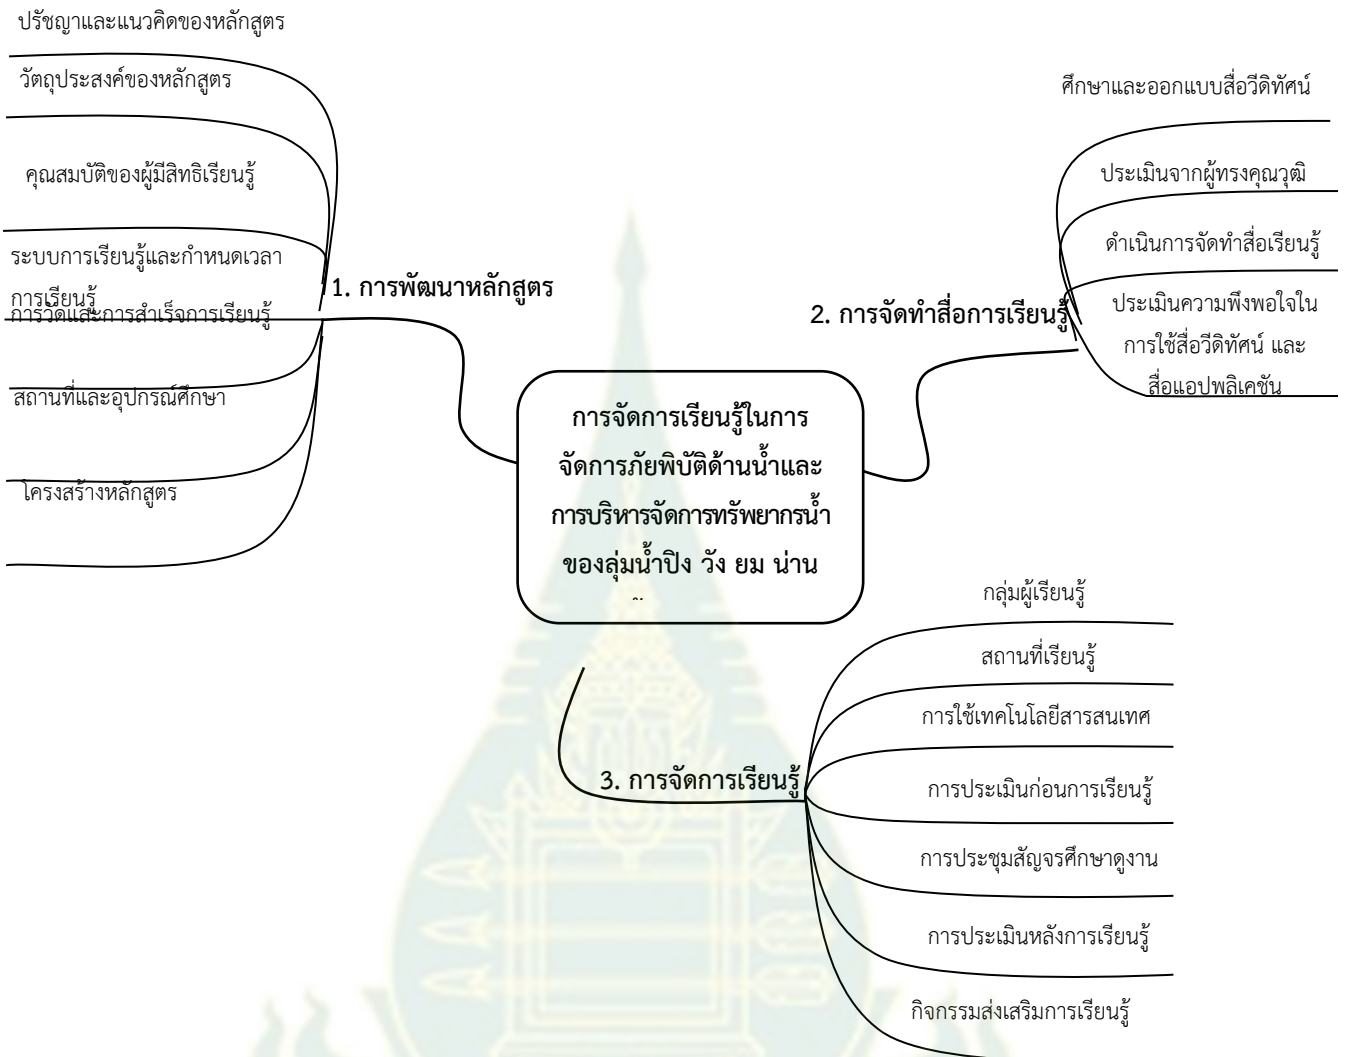 ปรัชญาและแนวคิดของหลักสูตร
วัตถุประสงค์ของหลักสูตร
คุณสมบัติของผู้มีสิทธิเรียนรู้
ระบบการเรียนรู้และกำหนดเวลา
การเรียนรู้
การวัดและการสำเร็จการเรียนรู้
สถานที่และอุปกรณ์ศึกษา
โครงสร้างหลักสูตร
1. การพัฒนาหลักสูตร
ศึกษาและออกแบบสื่อวีดิทัศน์
ประเมินจากผู้ทรงคุณวุฒิ
ดำเนินการจัดทำสื่อเรียนรู้
ประเมินความพึงพอใจใน
การใช้สื่อวีดิทัศน์ และ
สื่อแอปพลิเคชัน
2. การจัดทำสื่อการเรียนรู้
การจัดการเรียนรู้ในการ
จัดการภัยพิบัติด้านน้ำและ
การบริหารจัดการทรัพยากรน้ำ
ของลุ่มน้ำปิง วัง ยม น่าน
3. การจัดการเรียนรู้
กลุ่มผู้เรียนรู้
สถานที่เรียนรู้
การใช้เทคโนโลยีสารสนเทศ
การประเมินก่อนการเรียนรู้
การประชุมสัญจรศึกษาดูงาน
การประเมินหลังการเรียนรู้
กิจกรรมส่งเสริมการเรียนรู้